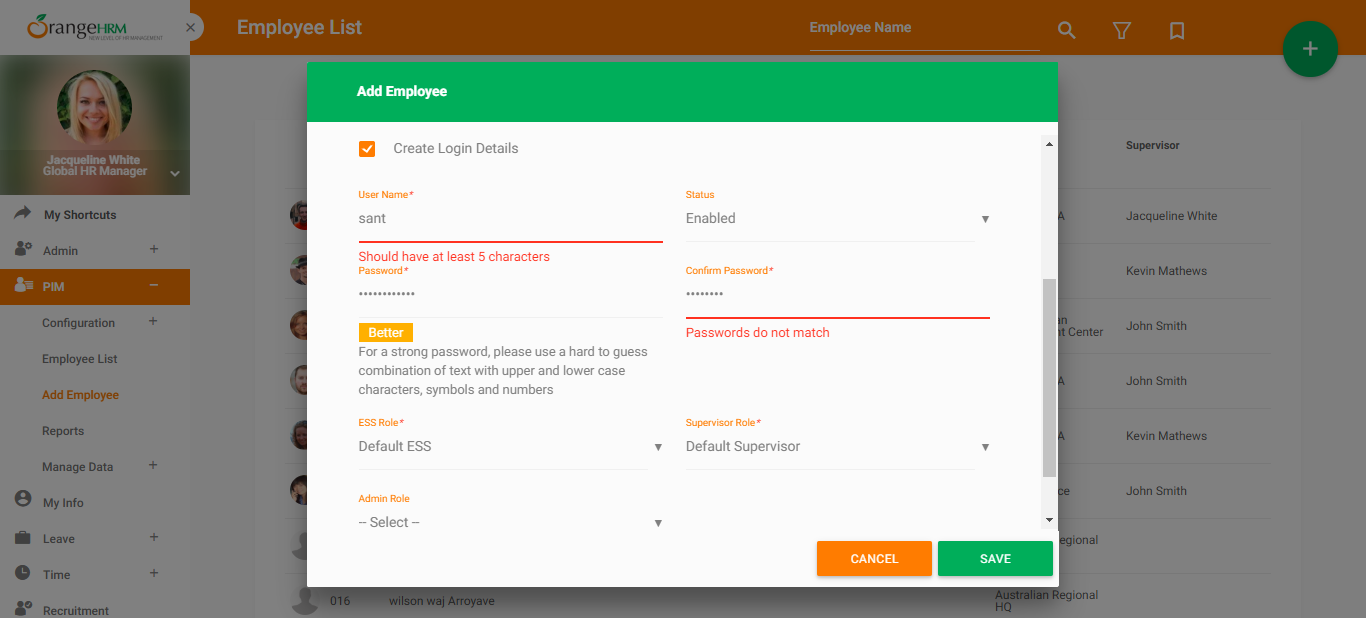 OrangeHRM
NEW LEVEL OF HR MANAGEMENT
Employee List
Employee Name
Jacqueline White
Global HR Manager
My Shortcuts
Admin
PIM
Configuration
Employee List
Add Employee
Reports
Manage Data
My Info
Leave
Time
Recruitment
Add Employee
Create Login Details
User Name*
sant
Should have at least 5 characters
Status
Enabled
Password*
••••••••••••
Better
For a strong password, please use a hard to guess
combination of text with upper and lower case
characters, symbols and numbers
Confirm Password*
••••••••
Passwords do not match
ESS Role*
Default ESS
Supervisor Role*
Default Supervisor
Admin Role
-- Select --
CANCEL
SAVE
Supervisor
A
Jacqueline White
Kevin Mathews
an
t Center
John Smith
A
John Smith
A
Kevin Mathews
ce
John Smith
egional
016
wilson waj Arroyave
Australian Regional
HQ